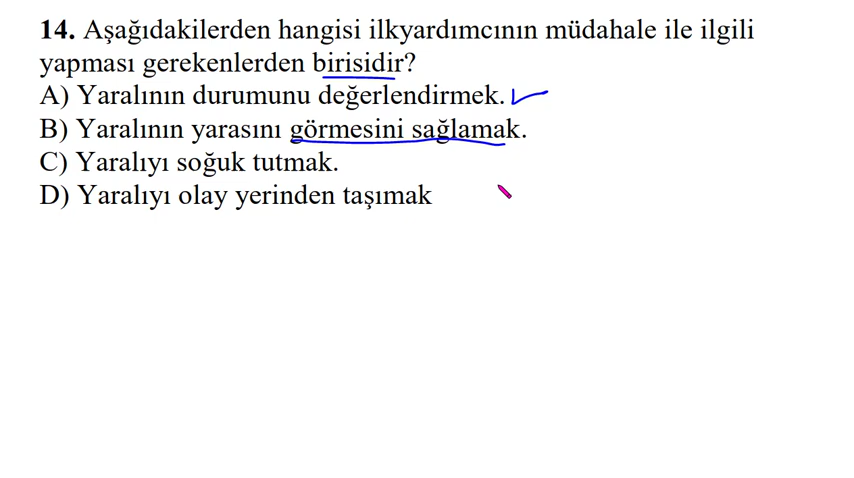 14. Aşağıdakilerden hangisi ilkyardımcının müdahale ile ilgili
yapması gerekenlerden birisidir?
A) Yaralının durumunu değerlendirmek.
B) Yaralının yarasını görmesini sağlamak.
C) Yaralıyı soğuk tutmak.
D) Yaralıyı olay yerinden taşımak